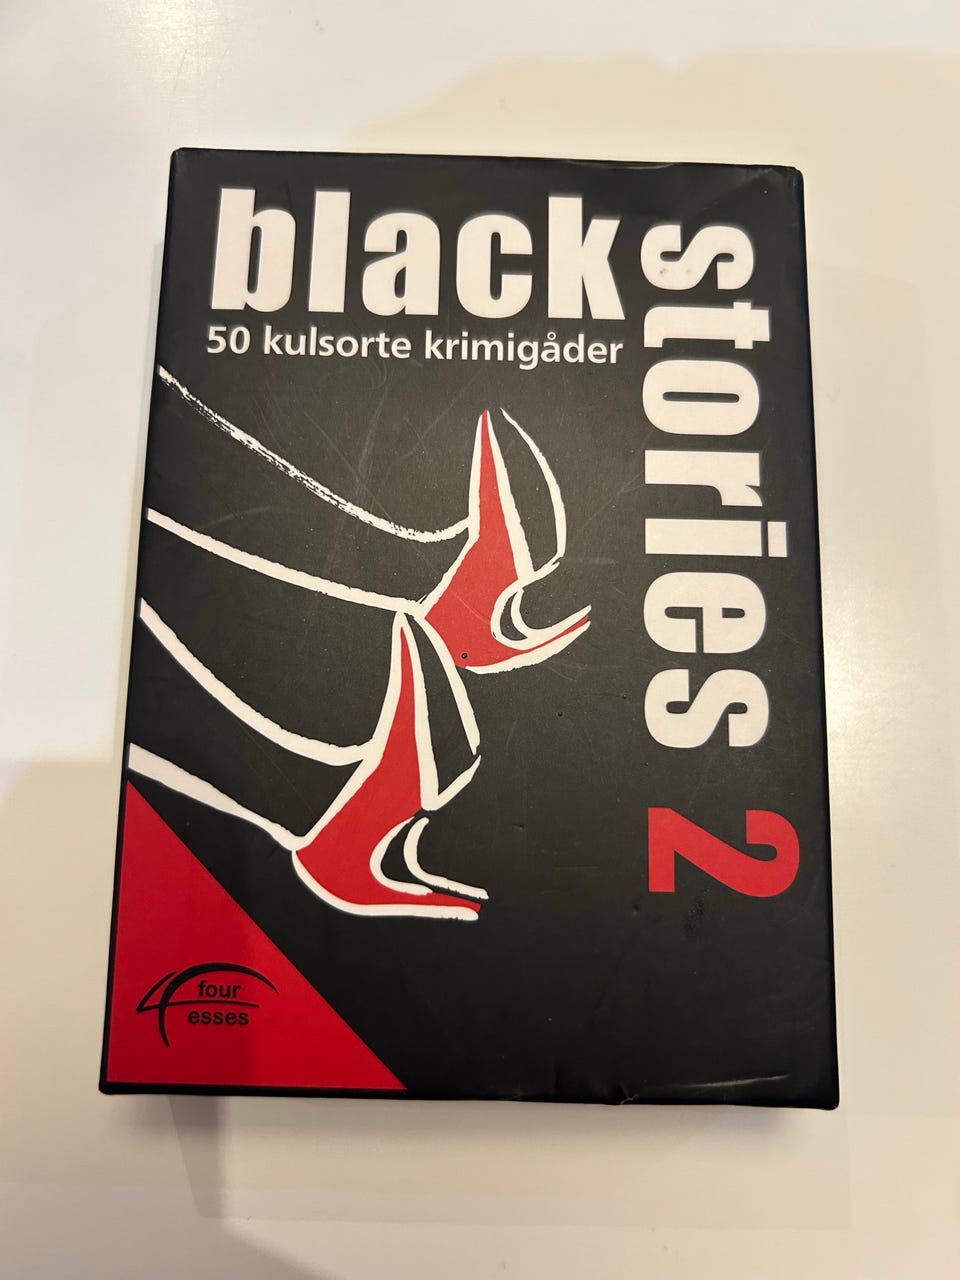 black
stories 2
50 kulsorte krimigåder
four
esses